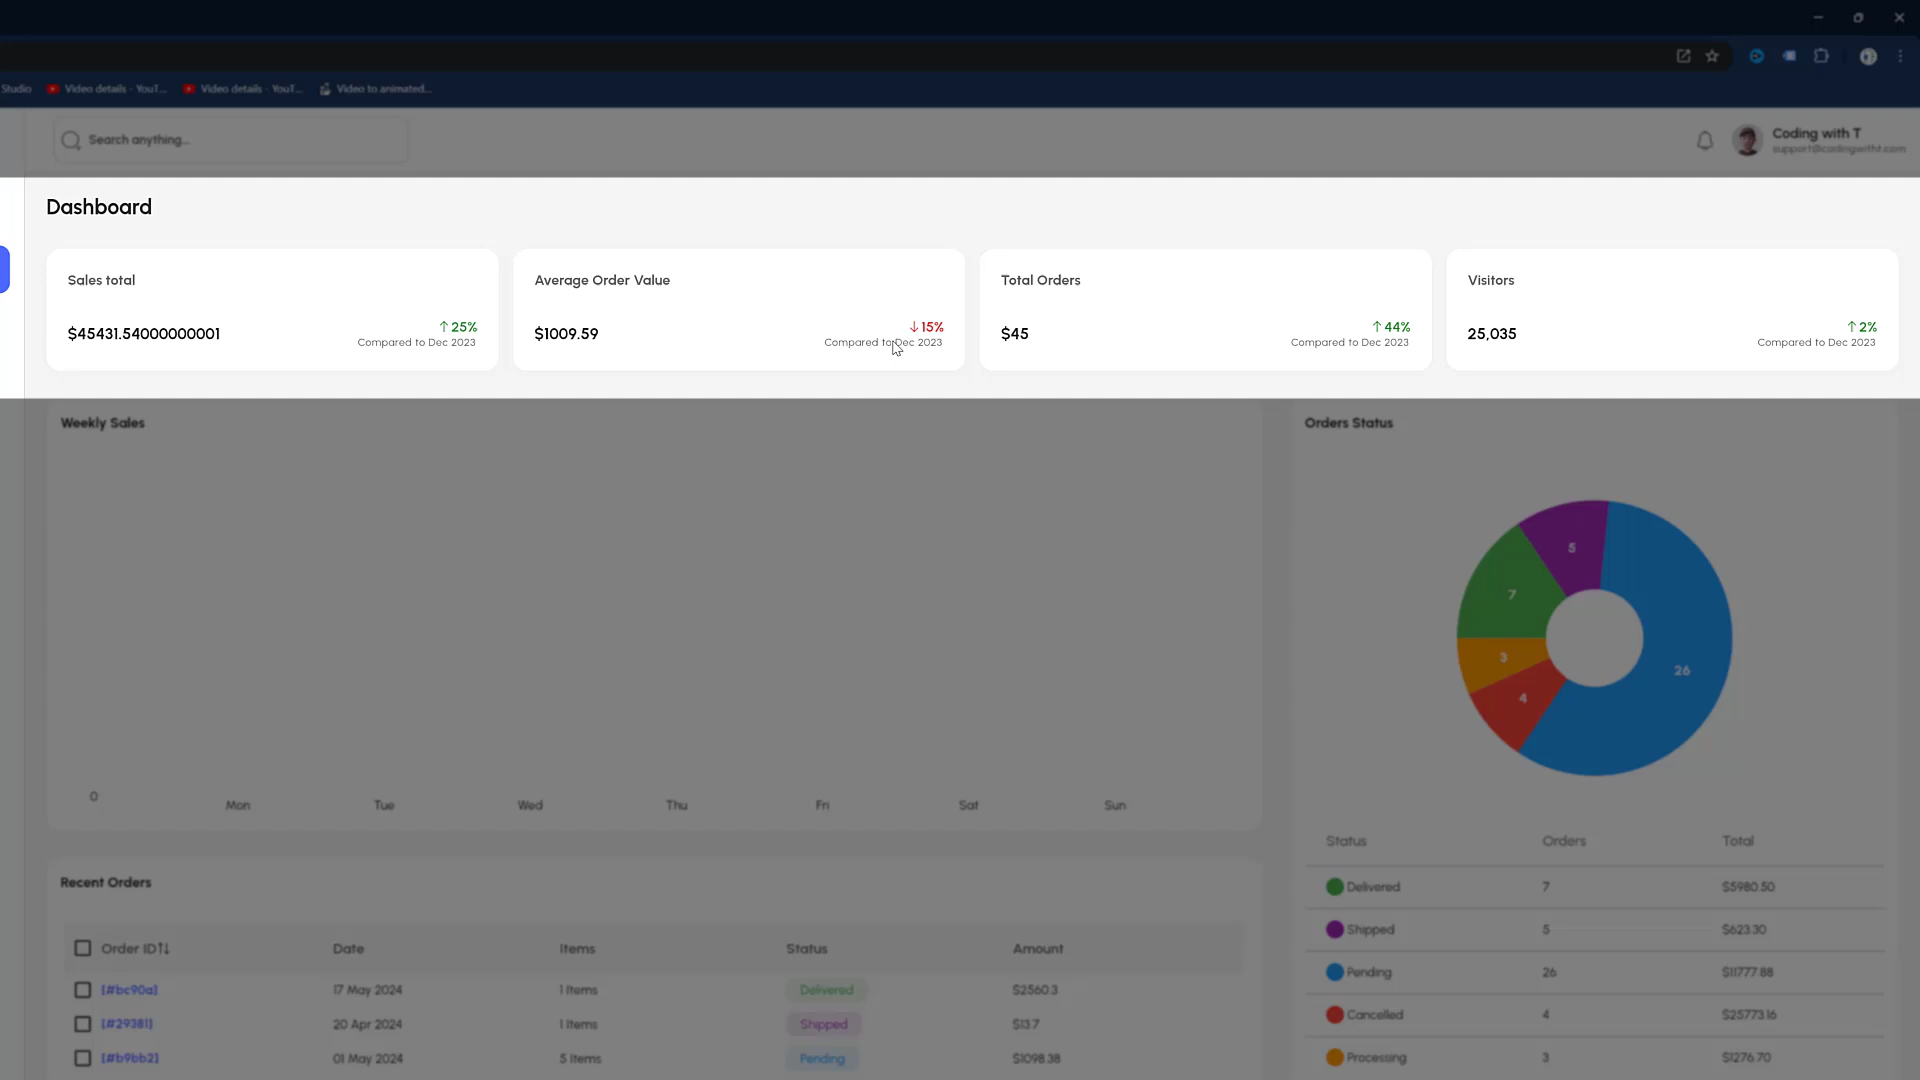 Studio
Video details - YouT...
Video details - YouT...
Video to animated...
Search anything...
Coding with T
support@codingwitht.com
Dashboard
Sales total
$45431.54000000001
25%
Compared to Dec 2023
Average Order Value
$1009.59
15%
Compared to Dec 2023
Total Orders
$45
44%
Compared to Dec 2023
Visitors
25,035
2%
Compared to Dec 2023
Weekly Sales
0
Mon Tue Wed Thu Fri Sat Sun
Orders Status
5
7
3
4
26
Status Orders Total
Delivered 7 $5980.50
Shipped 5 $623.30
Pending 26 $11777.88
Cancelled 4 $25773.16
Processing 3 $1276.70
Recent Orders
Order ID Date Items Status Amount
[#bc90a] 17 May 2024 1 Items Delivered $2560.3
[#29381] 20 Apr 2024 1 Items Shipped $13.7
[#b9bb2] 01 May 2024 5 Items Pending $1098.38